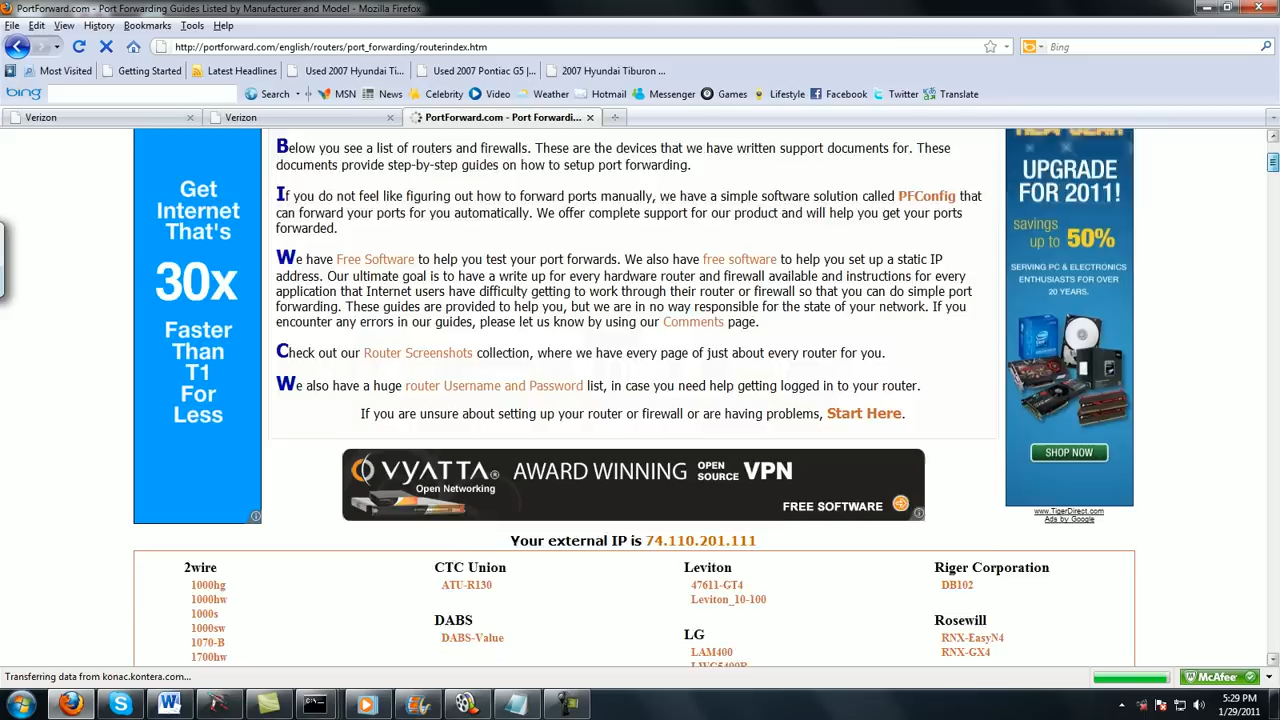 PortForward.com - Port Forwarding Guides Listed by Manufacturer and Model - Mozilla Firefox
File Edit View History Bookmarks Tools Help
http://portforward.com/english/routers/port_forwarding/routerindex.htm
Bing
Most Visited Getting Started Latest Headlines Used 2007 Hyundai Ti... Used 2007 Pontiac G5 |... 2007 Hyundai Tiburon ...
bing Search MSN News Celebrity Video Weather Hotmail Messenger Games Lifestyle Facebook Twitter Translate
Verizon Verizon PortForward.com - Port Forwardi...
Below you see a list of routers and firewalls. These are the devices that we have written support documents for. These
documents provide step-by-step guides on how to setup port forwarding.
If you do not feel like figuring out how to forward ports manually, we have a simple software solution called PFConfig that
can forward your ports for you automatically. We offer complete support for our product and will help you get your ports
forwarded.
We have Free Software to help you test your port forwards. We also have free software to help you set up a static IP
address. Our ultimate goal is to have a write up for every hardware router and firewall available and instructions for every
application that internet users have difficulty getting to work through their router or firewall so that you can do simple port
forwarding. These guides are provided to help you, but we are in no way responsible for the state of your network. If you
encounter any errors in our guides, please let us know by using our Comments page.
Check out our Router Screenshots collection, where we have every page of just about every router for you.
We also have a huge router Username and Password list, in case you need help getting logged in to your router.
If you are unsure about setting up your router or firewall or are having problems, Start Here.
Get
Internet
That's
30x
Faster
Than
T1
For
Less
NEW GEAR
UPGRADE
FOR 2011!
savings
up to 50%
SERVING PC & ELECTRONICS
ENTHUSIASTS FOR OVER
20 YEARS.
SHOP NOW
www.TigerDirect.com
Ads by Google
VYATTA®
Open Networking
AWARD WINNING OPEN SOURCE VPN
FREE SOFTWARE
Your external IP is 74.110.201.111
2wire
1000hg
1000hw
1000s
1000sw
1070-B
1700hw
CTC Union
ATU-R130
DABS
DABS-Value
Leviton
47611-GT4
Leviton_10-100
LG
LAM400
Riger Corporation
DB102
Rosewill
RNX-EasyN4
RNX-GX4
Transferring data from konac.kontera.com...
McAfee
5:29 PM
1/29/2011